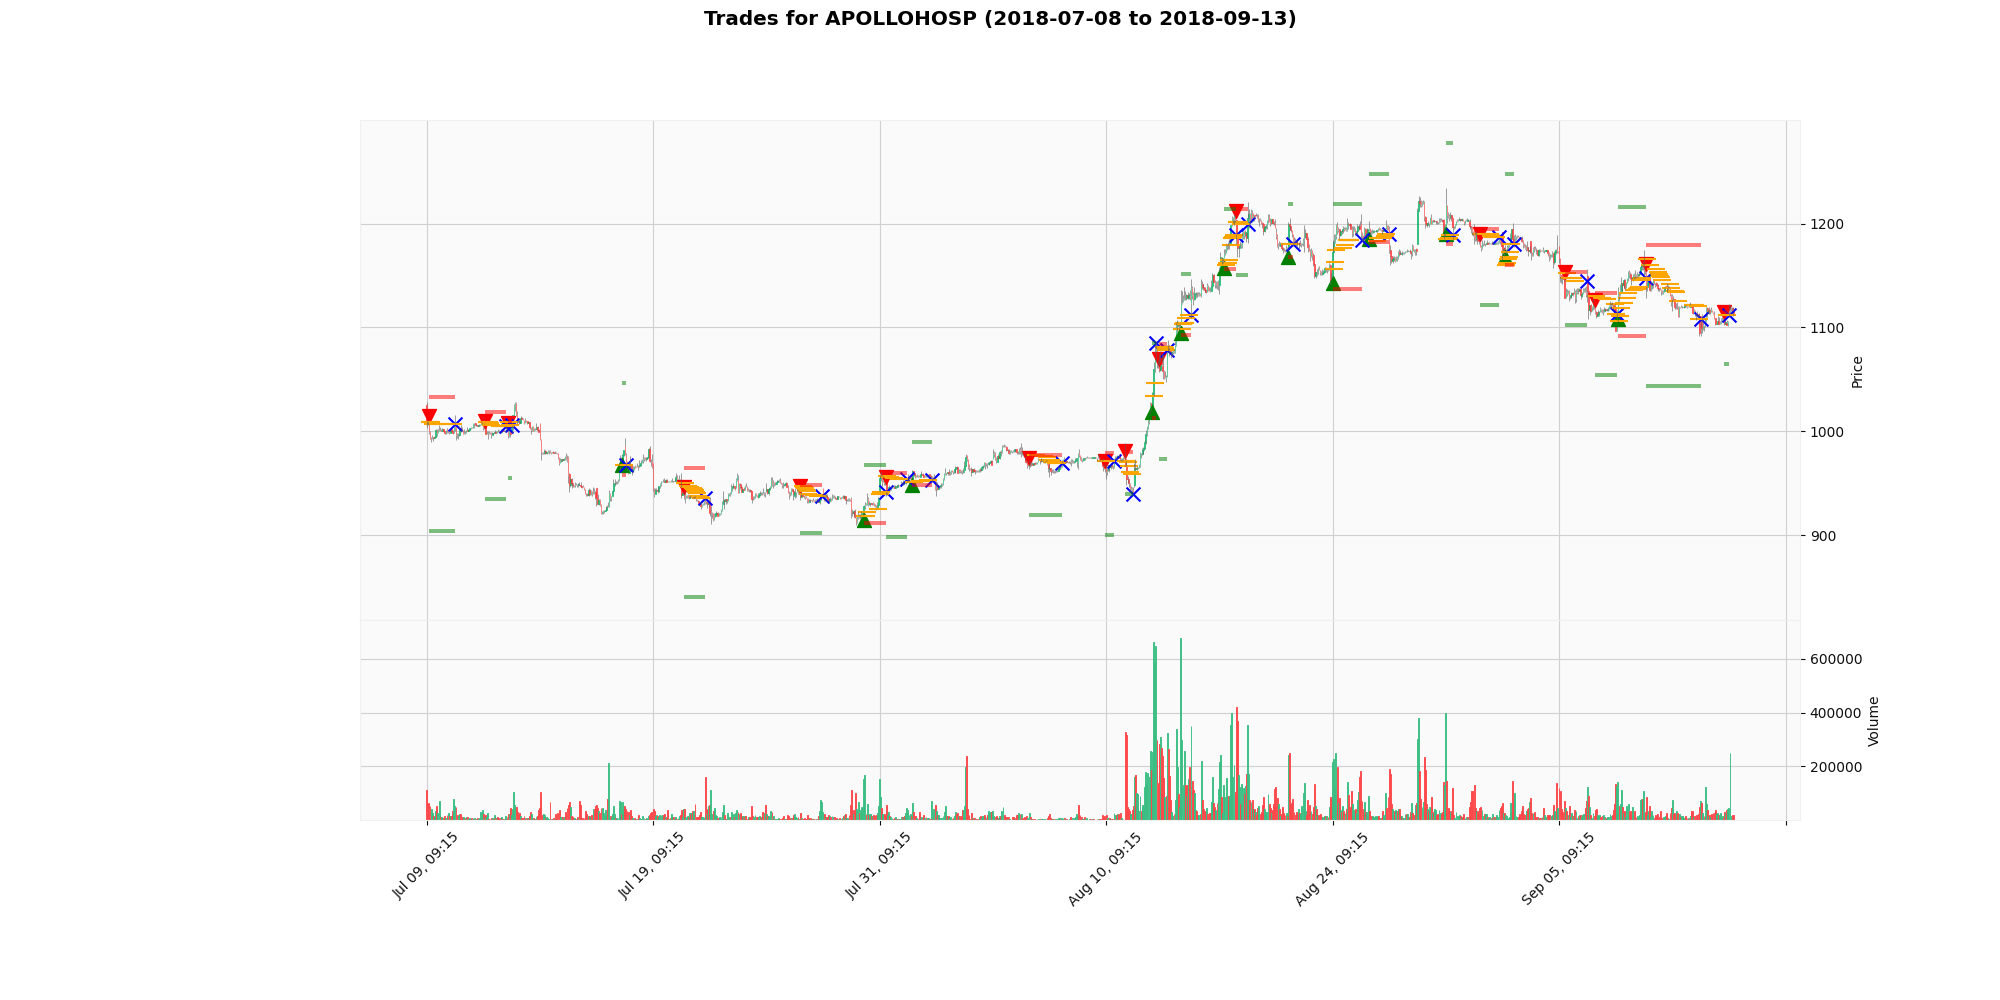 Trades for APOLLOHOSP (2018-07-08 to 2018-09-13)
1200
1100
1000
900
Price
600000
400000
200000
Volume
Jul 09, 09:15
Jul 19, 09:15
Jul 31, 09:15
Aug 10, 09:15
Aug 24, 09:15
Sep 05, 09:15